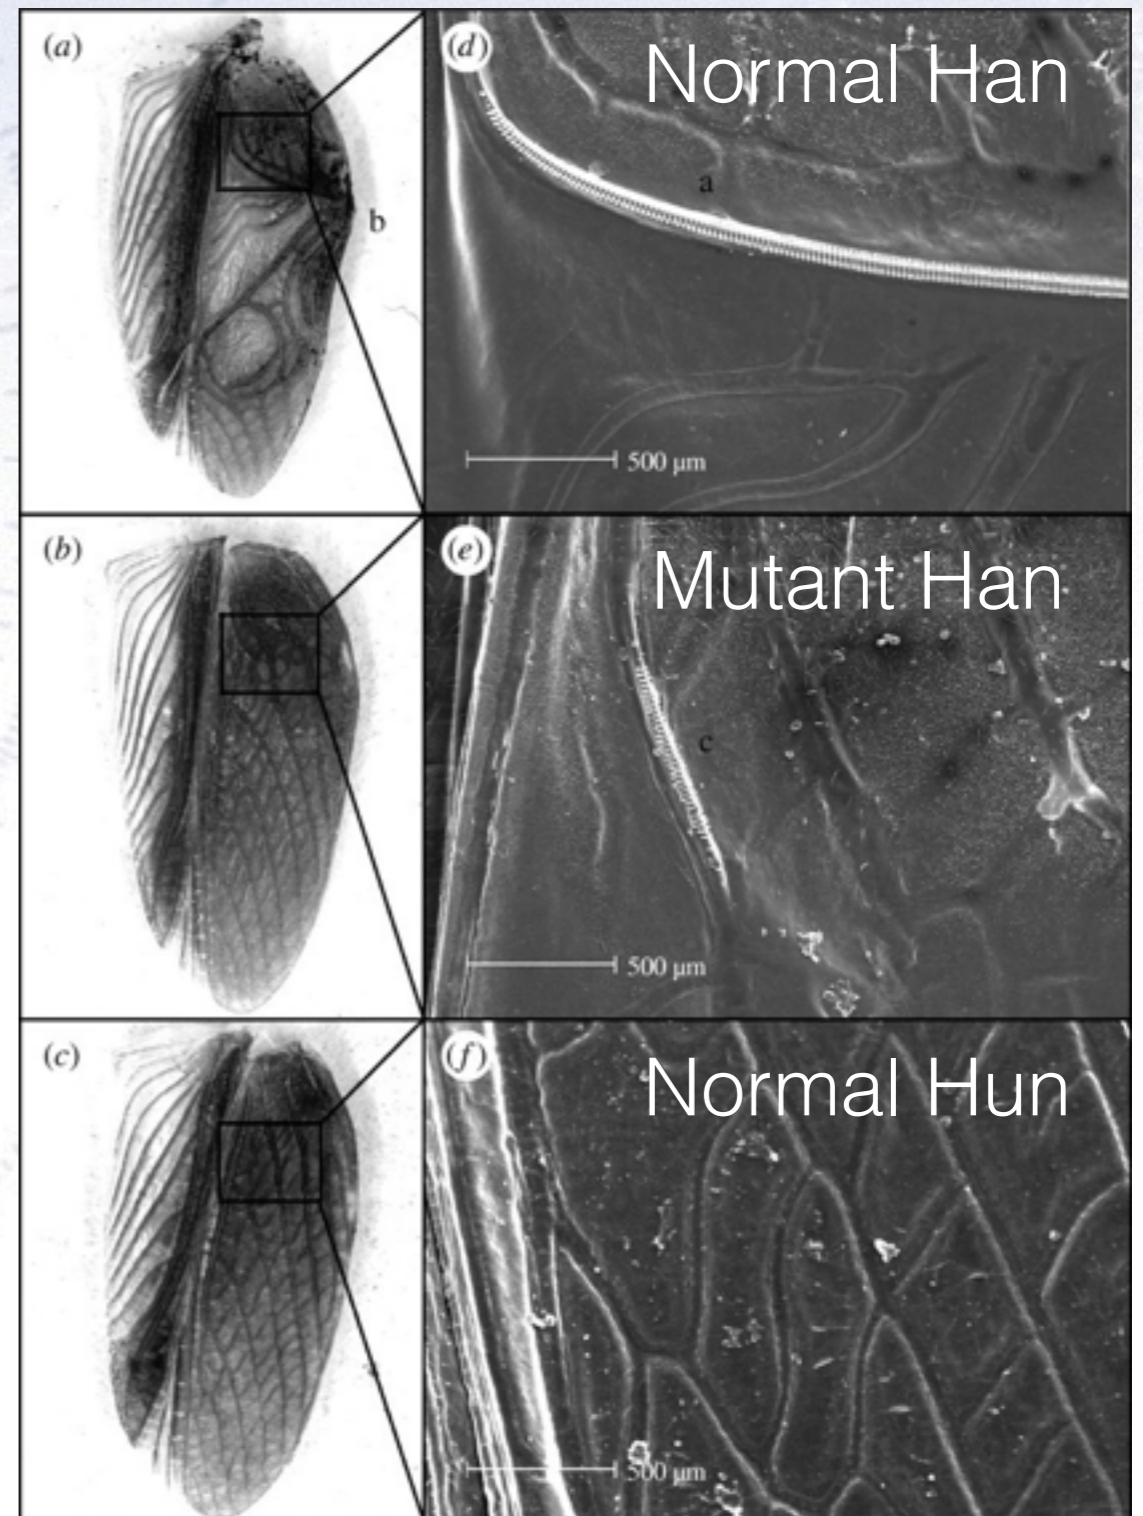 (a)
b
(d)
Normal Han
a
500 µm
(b)
(e)
Mutant Han
c
500 µm
(c)
(f)
Normal Hun
500 µm